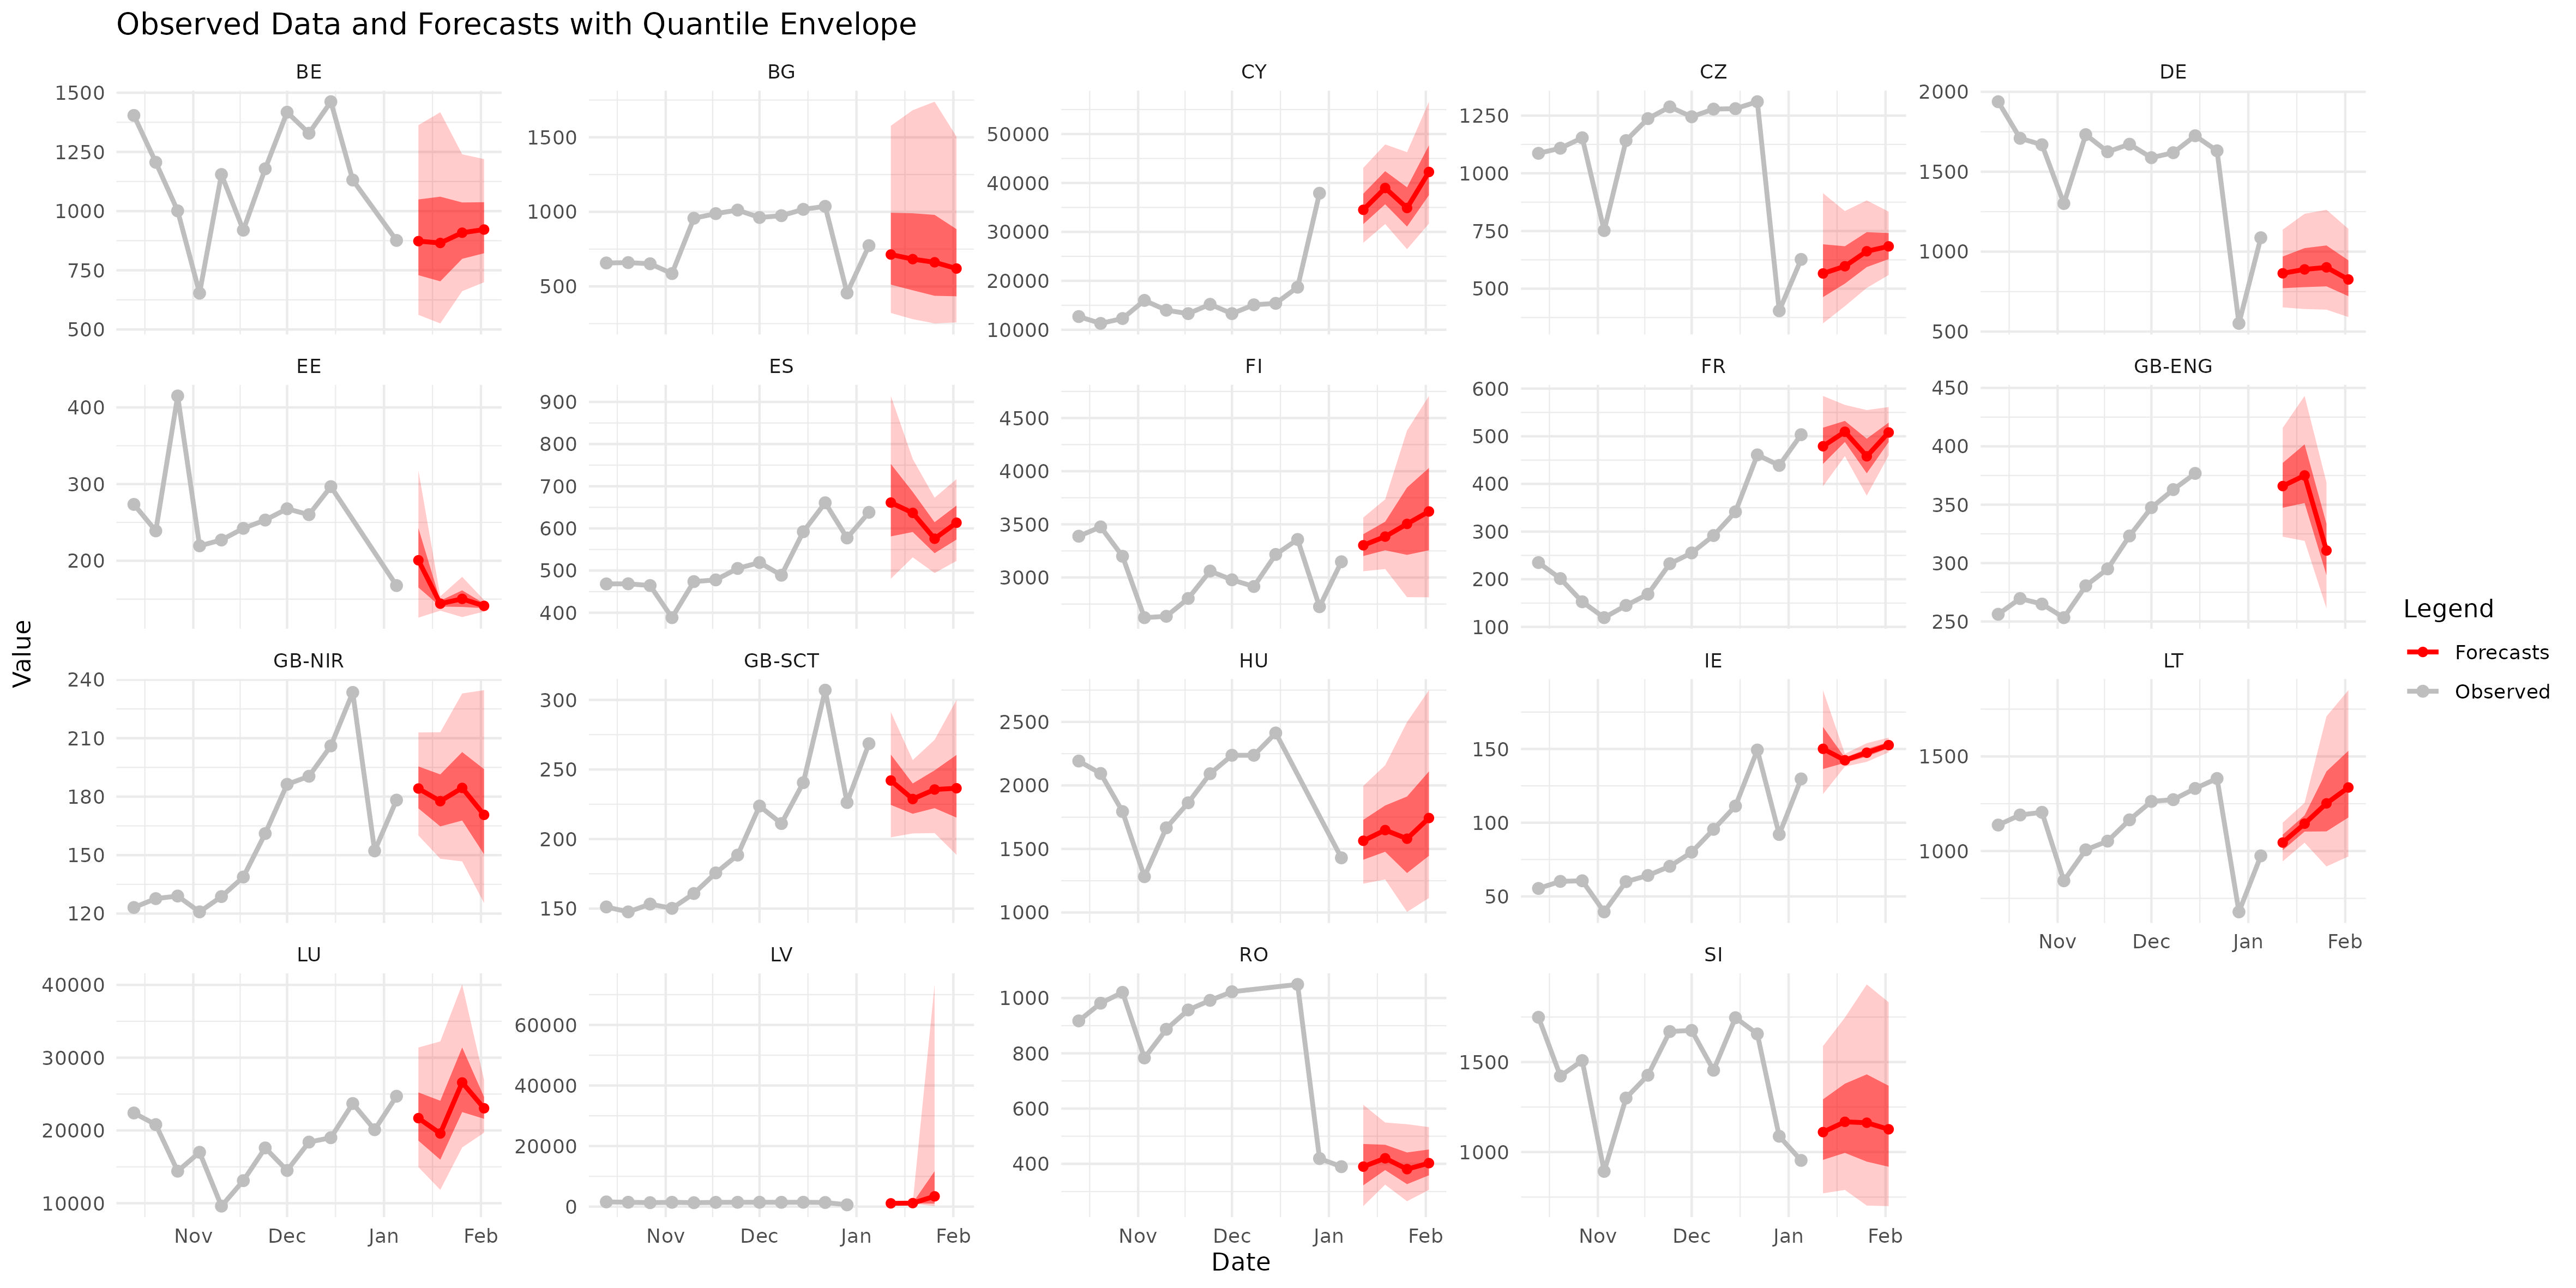 Observed Data and Forecasts with Quantile Envelope
BE
BG
CY
CZ
DE
1500
1250
1000
750
500
1500
1000
500
50000
40000
30000
20000
10000
1250
1000
750
500
2000
1500
1000
500
EE
ES
FI
FR
GB-ENG
400
300
200
900
800
700
600
500
400
4500
4000
3500
3000
600
500
400
300
200
100
450
400
350
300
250
Value
Legend
Forecasts
Observed
GB-NIR
GB-SCT
HU
IE
LT
240
210
180
150
120
300
250
200
150
2500
2000
1500
1000
150
100
50
1500
1000
Nov Dec Jan Feb
LU
LV
RO
SI
40000
30000
20000
10000
60000
40000
20000
0
1000
800
600
400
1500
1000
Nov Dec Jan Feb
Nov Dec Jan Feb
Nov Dec Jan Feb
Nov Dec Jan Feb
Date